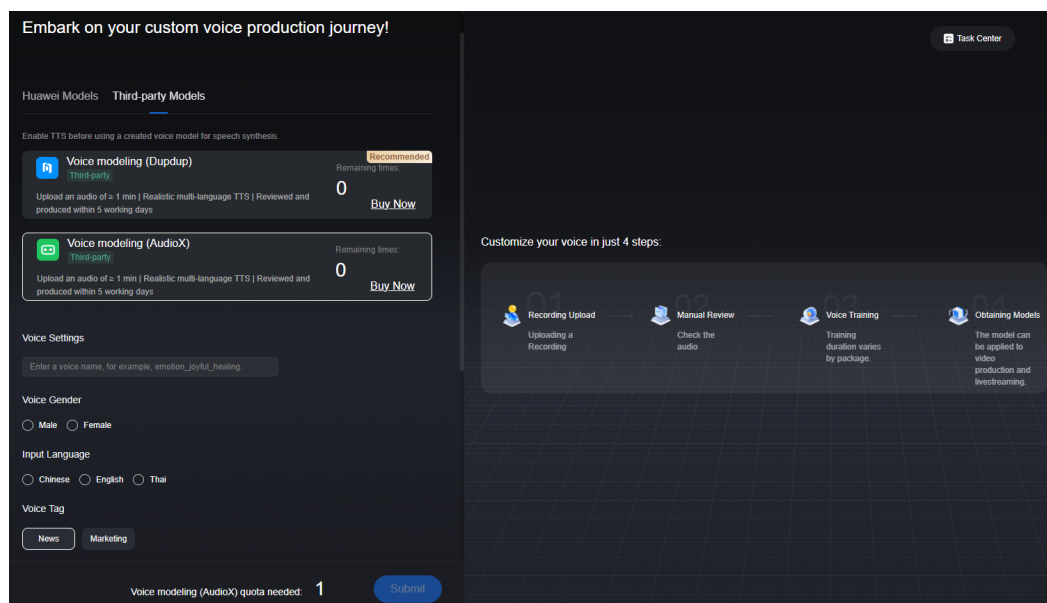 Embark on your custom voice production journey!
Task Center
Huawei Models Third-party Models
Enable TTS before using a created voice model for speech synthesis.
Recommended
Voice modeling (Dupdup)
Third-party
Remaining times:
0
Buy Now
Upload an audio of ≥ 1 min | Realistic multi-language TTS | Reviewed and
produced within 5 working days
Voice modeling (AudioX)
Third-party
Remaining times:
0
Buy Now
Upload an audio of ≥ 1 min | Realistic multi-language TTS | Reviewed and
produced within 5 working days
Voice Settings
Enter a voice name, for example, emotion_joyful_healing.
Voice Gender
Male Female
Input Language
Chinese English Thai
Voice Tag
News Marketing
Voice modeling (AudioX) quota needed: 1 Submit
Customize your voice in just 4 steps:
01
Recording Upload
Uploading a
Recording
02
Manual Review
Check the
audio
03
Voice Training
Training
duration varies
by package.
04
Obtaining Models
The model can
be applied to
video
production and
livestreaming.